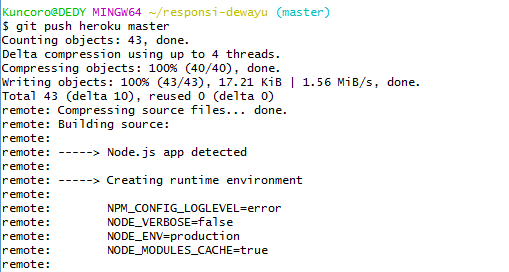 Kuncoro@DEDY MINGW64 ~/responsi-dewayu (master)
$ git push heroku master
Counting objects: 43, done.
Delta compression using up to 4 threads.
Compressing objects: 100% (40/40), done.
Writing objects: 100% (43/43), 17.21 KiB | 1.56 MiB/s, done.
Total 43 (delta 10), reused 0 (delta 0)
remote: Compressing source files... done.
remote: Building source:
remote:
remote: -----> Node.js app detected
remote:
remote: -----> Creating runtime environment
remote:
remote:        NPM_CONFIG_LOGLEVEL=error
remote:        NODE_VERBOSE=false
remote:        NODE_ENV=production
remote:        NODE_MODULES_CACHE=true
remote: